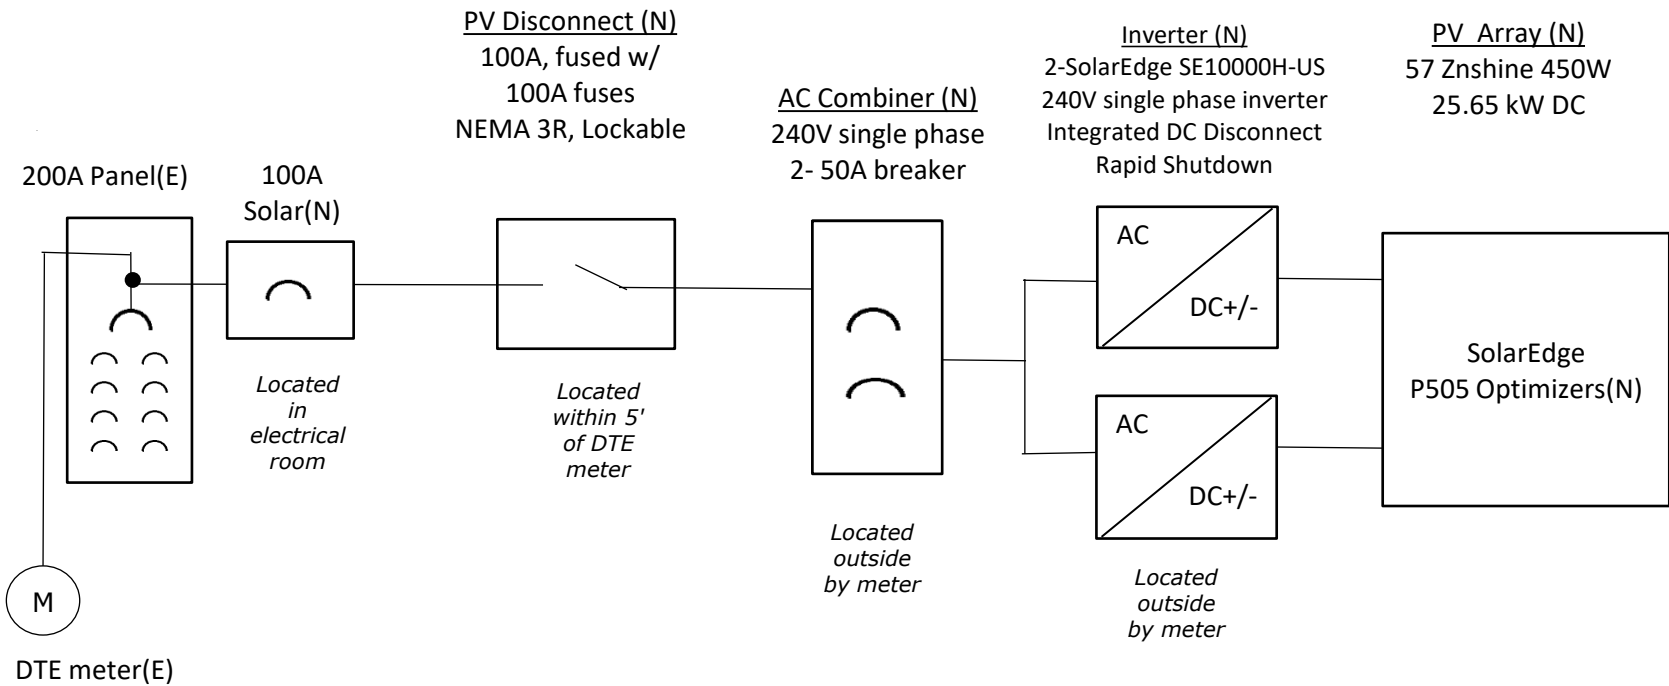 PV Disconnect (N)
100A, fused w/
100A fuses
NEMA 3R, Lockable
Inverter (N)
2-SolarEdge SE10000H-US
240V single phase inverter
Integrated DC Disconnect
Rapid Shutdown
PV Array (N)
57 Znshine 450W
25.65 kW DC
AC Combiner (N)
240V single phase
2- 50A breaker
200A Panel(E)
100A
Solar(N)
AC
DC+/-
SolarEdge
P505 Optimizers(N)
AC
DC+/-
Located
in
electrical
room
Located
within 5'
of DTE
meter
Located
outside
by meter
Located
outside
by meter
M
DTE meter(E)